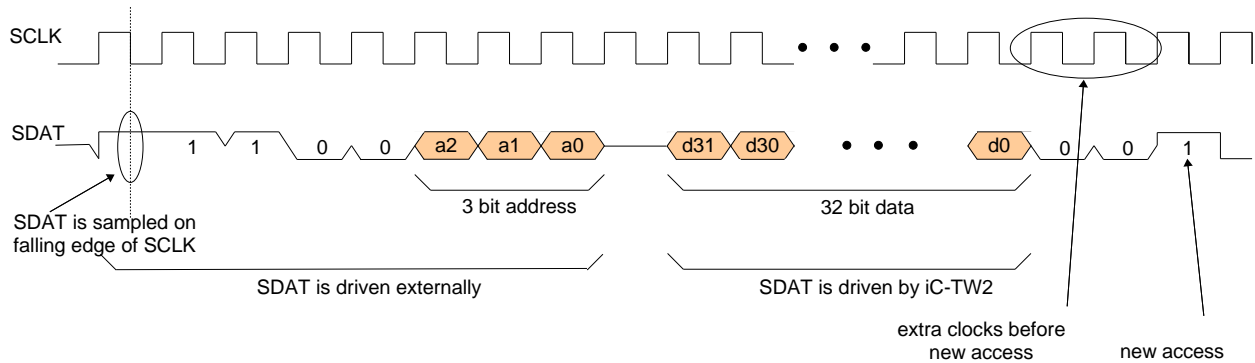 SCLK
SDAT
1 1 0 0 a2 a1 a0 d31 d30 d0 0 0 1
3 bit address
32 bit data
SDAT is sampled on
falling edge of SCLK
SDAT is driven externally
SDAT is driven by iC-TW2
extra clocks before
new access
new access